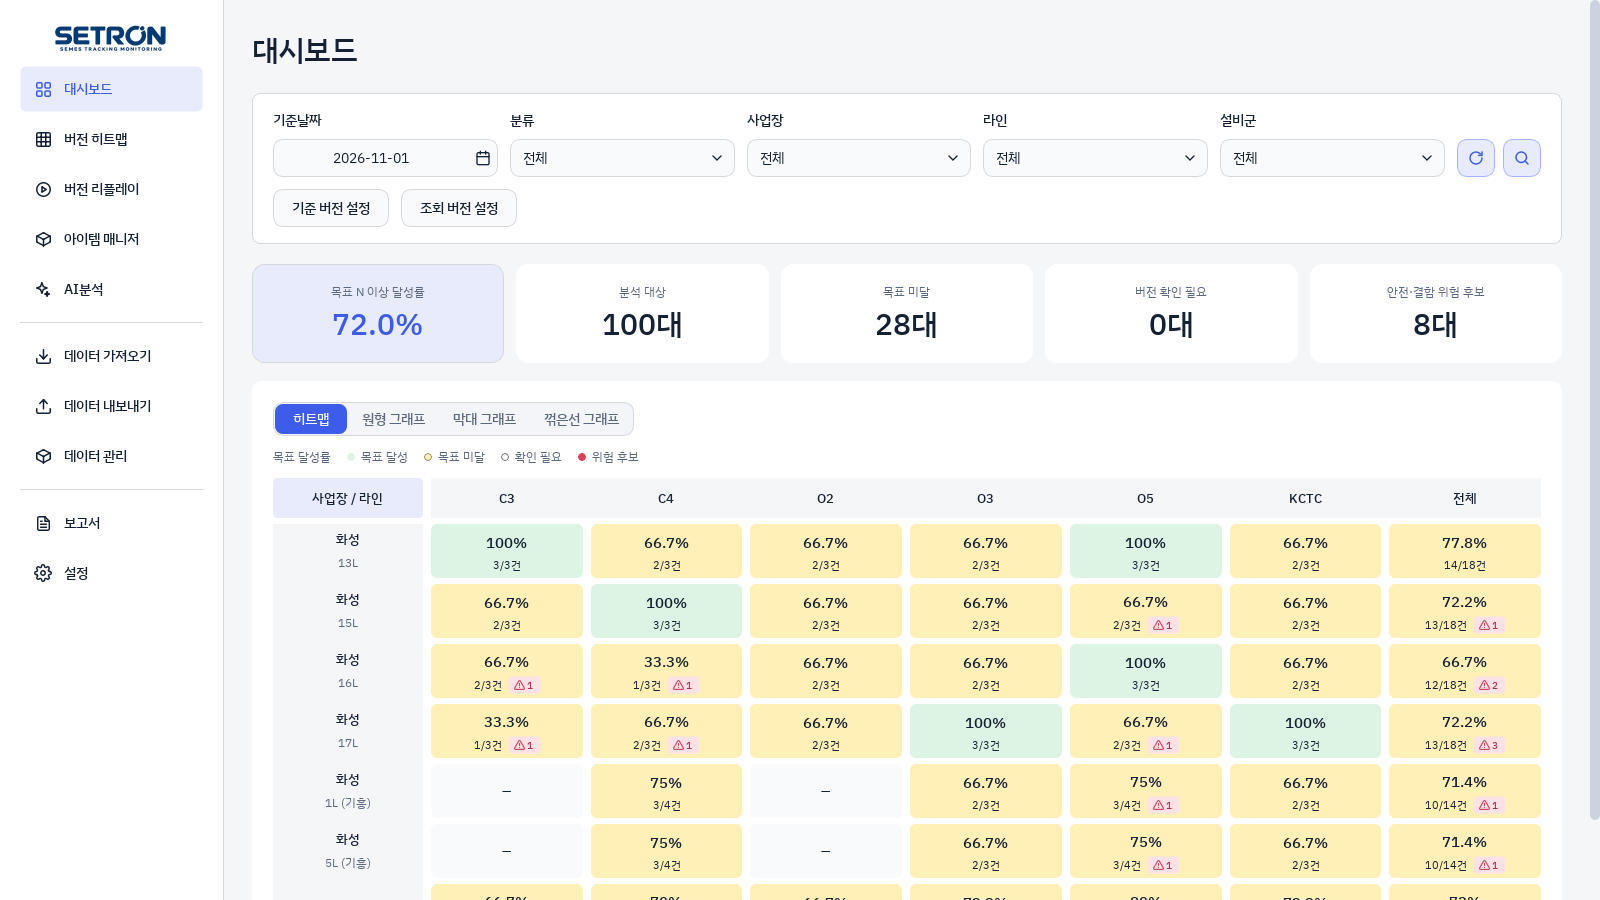 SETRON
SEMES TRACKING MONITORING
대시보드
버전 히트맵
버전 리플레이
아이템 매니저
AI분석
데이터 가져오기
데이터 내보내기
데이터 관리
보고서
설정
대시보드
기준날짜 분류 사업장 라인 설비군
2026-11-01 전체 전체 전체 전체
기준 버전 설정 조회 버전 설정
목표 N 이상 달성률 분석 대상 목표 미달 버전 확인 필요 안전·결함 위험 후보
72.0% 100대 28대 0대 8대
히트맵 원형 그래프 막대 그래프 꺾은선 그래프
목표 달성률 목표 달성 목표 미달 확인 필요 위험 후보
사업장 / 라인 C3 C4 O2 O3 O5 KCTC 전체
화성 100% 66.7% 66.7% 66.7% 100% 66.7% 77.8%
13L 3/3건 2/3건 2/3건 2/3건 3/3건 2/3건 14/18건
화성 66.7% 100% 66.7% 66.7% 66.7% 66.7% 72.2%
15L 2/3건 3/3건 2/3건 2/3건 2/3건 1 2/3건 13/18건 1
화성 66.7% 33.3% 66.7% 66.7% 100% 66.7% 66.7%
16L 2/3건 1 1/3건 1 2/3건 2/3건 3/3건 2/3건 12/18건 2
화성 33.3% 66.7% 66.7% 100% 66.7% 100% 72.2%
17L 1/3건 1 2/3건 1 2/3건 3/3건 2/3건 1 3/3건 13/18건 3
화성 – 75% – 66.7% 75% 66.7% 71.4%
1L (기흥) 3/4건 2/3건 3/4건 1 2/3건 10/14건 1
화성 – 75% – 66.7% 75% 66.7% 71.4%
5L (기흥) 3/4건 2/3건 3/4건 1 2/3건 10/14건 1